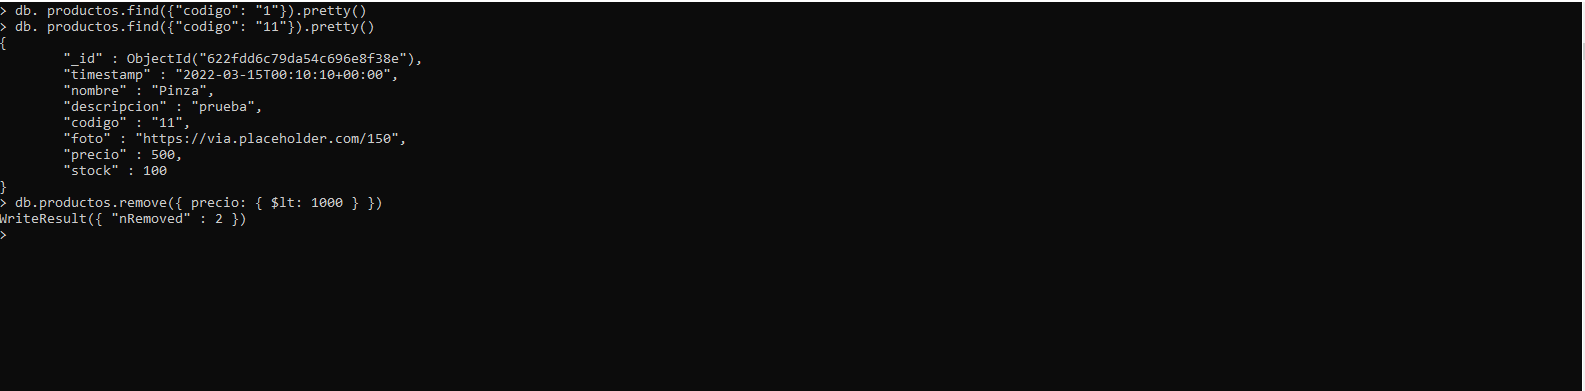 > db. productos.find({"codigo": "1"}).pretty()
> db. productos.find({"codigo": "11"}).pretty()
{
        "_id" : ObjectId("622fdd6c79da54c696e8f38e"),
        "timestamp" : "2022-03-15T00:10:10+00:00",
        "nombre" : "Pinza",
        "descripcion" : "prueba",
        "codigo" : "11",
        "foto" : "https://via.placeholder.com/150",
        "precio" : 500,
        "stock" : 100
}
> db.productos.remove({ precio: { $lt: 1000 } })
WriteResult({ "nRemoved" : 2 })
>